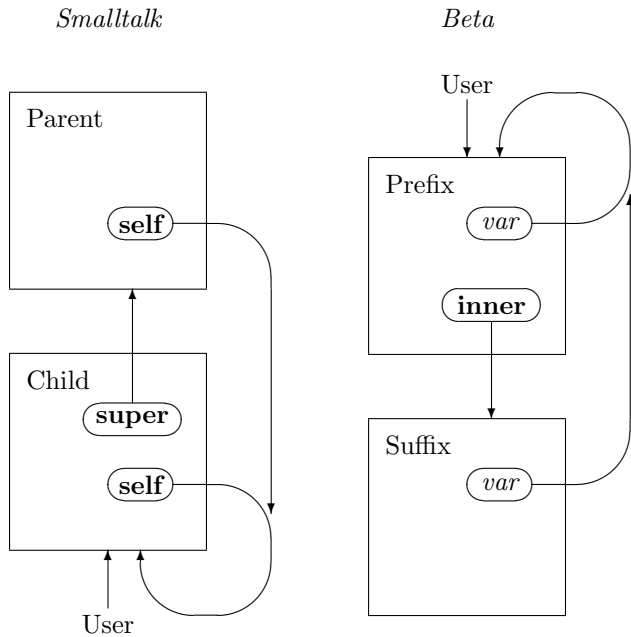 Smalltalk
Parent
self
Child
super
self
User
Beta
User
Prefix
var
inner
Suffix
var